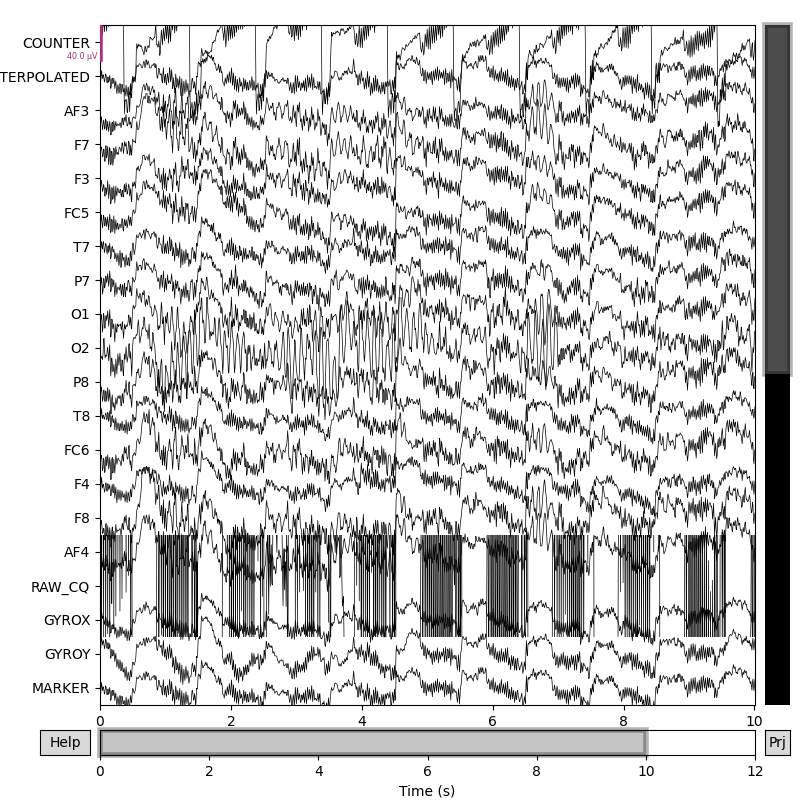 COUNTER
40.0 µV
TERPOLATED
AF3
F7
F3
FC5
T7
P7
O1
O2
P8
T8
FC6
F4
F8
AF4
RAW_CQ
GYROX
GYROY
MARKER
0 2 4 6 8 10
Help
Prj
0 2 4 6 8 10 12
Time (s)